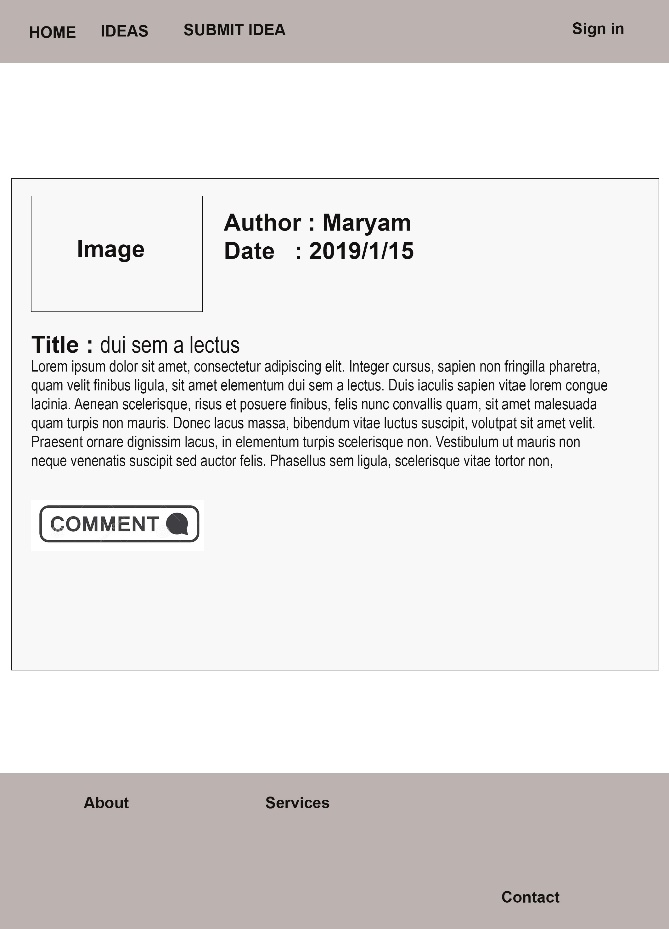 HOME IDEAS SUBMIT IDEA Sign in
Image
Author : Maryam
Date : 2019/1/15
Title : dui sem a lectus
Lorem ipsum dolor sit amet, consectetur adipiscing elit. Integer cursus, sapien non fringilla pharetra,
quam velit finibus ligula, sit amet elementum dui sem a lectus. Duis iaculis sapien vitae lorem congue
lacinia. Aenean scelerisque, risus et posuere finibus, felis nunc convallis quam, sit amet malesuada
quam turpis non mauris. Donec lacus massa, bibendum vitae luctus suscipit, volutpat sit amet velit.
Praesent ornare dignissim lacus, in elementum turpis scelerisque non. Vestibulum ut mauris non
neque venenatis suscipit sed auctor felis. Phasellus sem ligula, scelerisque vitae tortor non,
COMMENT
About Services
Contact